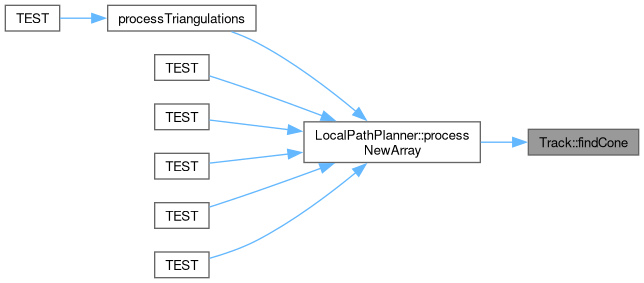 TEST
processTriangulations
TEST
TEST
LocalPathPlanner::process
NewArray
Track::findCone
TEST
TEST
TEST